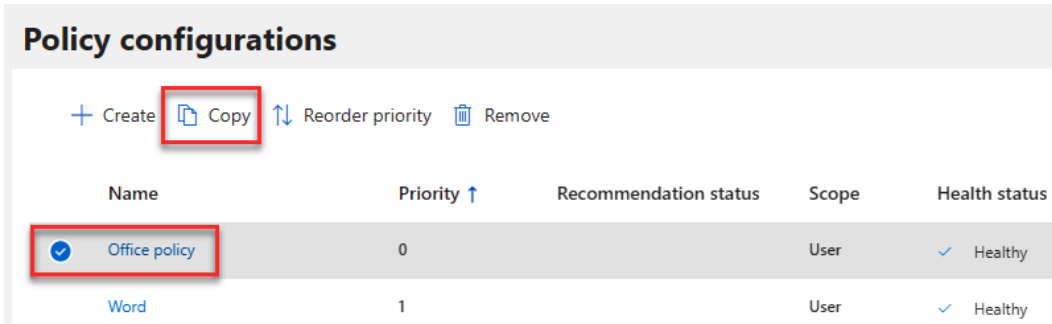 Policy configurations
Create Copy Reorder priority Remove
Name Priority ↑ Recommendation status Scope Health status
Office policy 0 User Healthy
Word 1 User Healthy